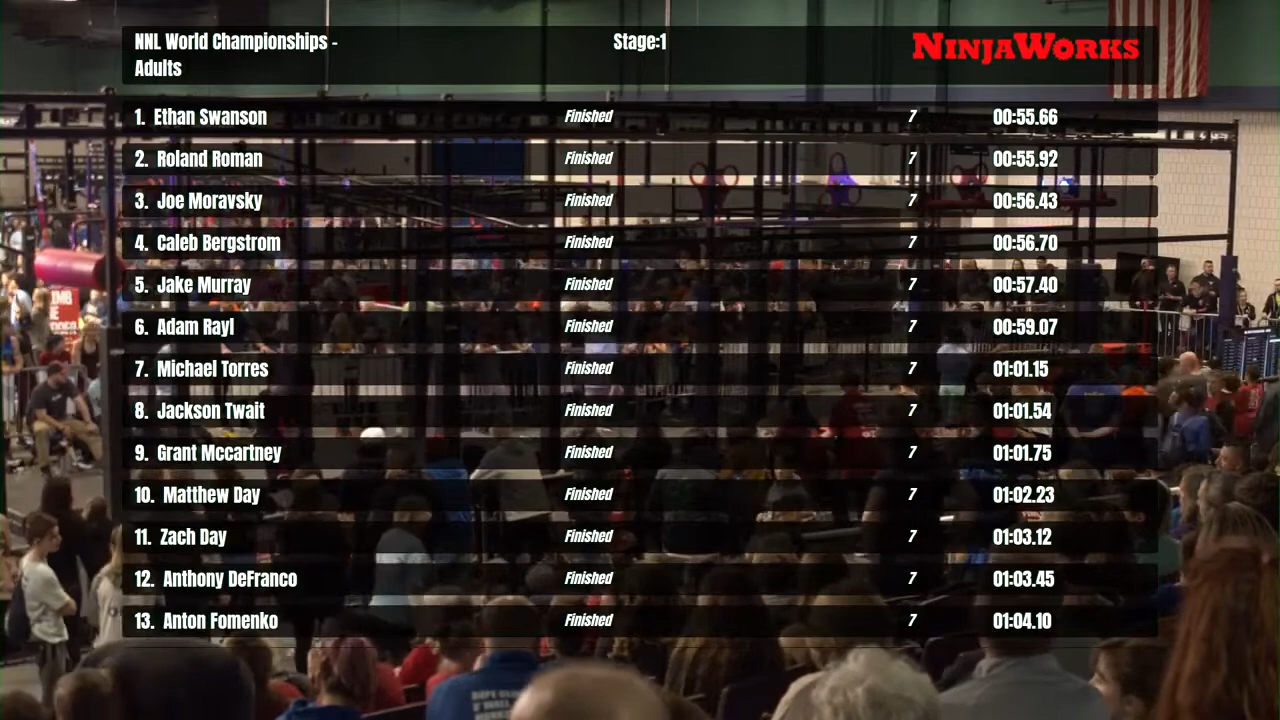 NNL World Championships -
Adults
Stage:1
NinjaWorks
1. Ethan Swanson Finished 7 00:55.66
2. Roland Roman Finished 7 00:55.92
3. Joe Moravsky Finished 7 00:56.43
4. Caleb Bergstrom Finished 7 00:56.70
5. Jake Murray Finished 7 00:57.40
6. Adam Rayl Finished 7 00:59.07
7. Michael Torres Finished 7 01:01.15
8. Jackson Twait Finished 7 01:01.54
9. Grant Mccartney Finished 7 01:01.75
10. Matthew Day Finished 7 01:02.23
11. Zach Day Finished 7 01:03.12
12. Anthony DeFranco Finished 7 01:03.45
13. Anton Fomenko Finished 7 01:04.10